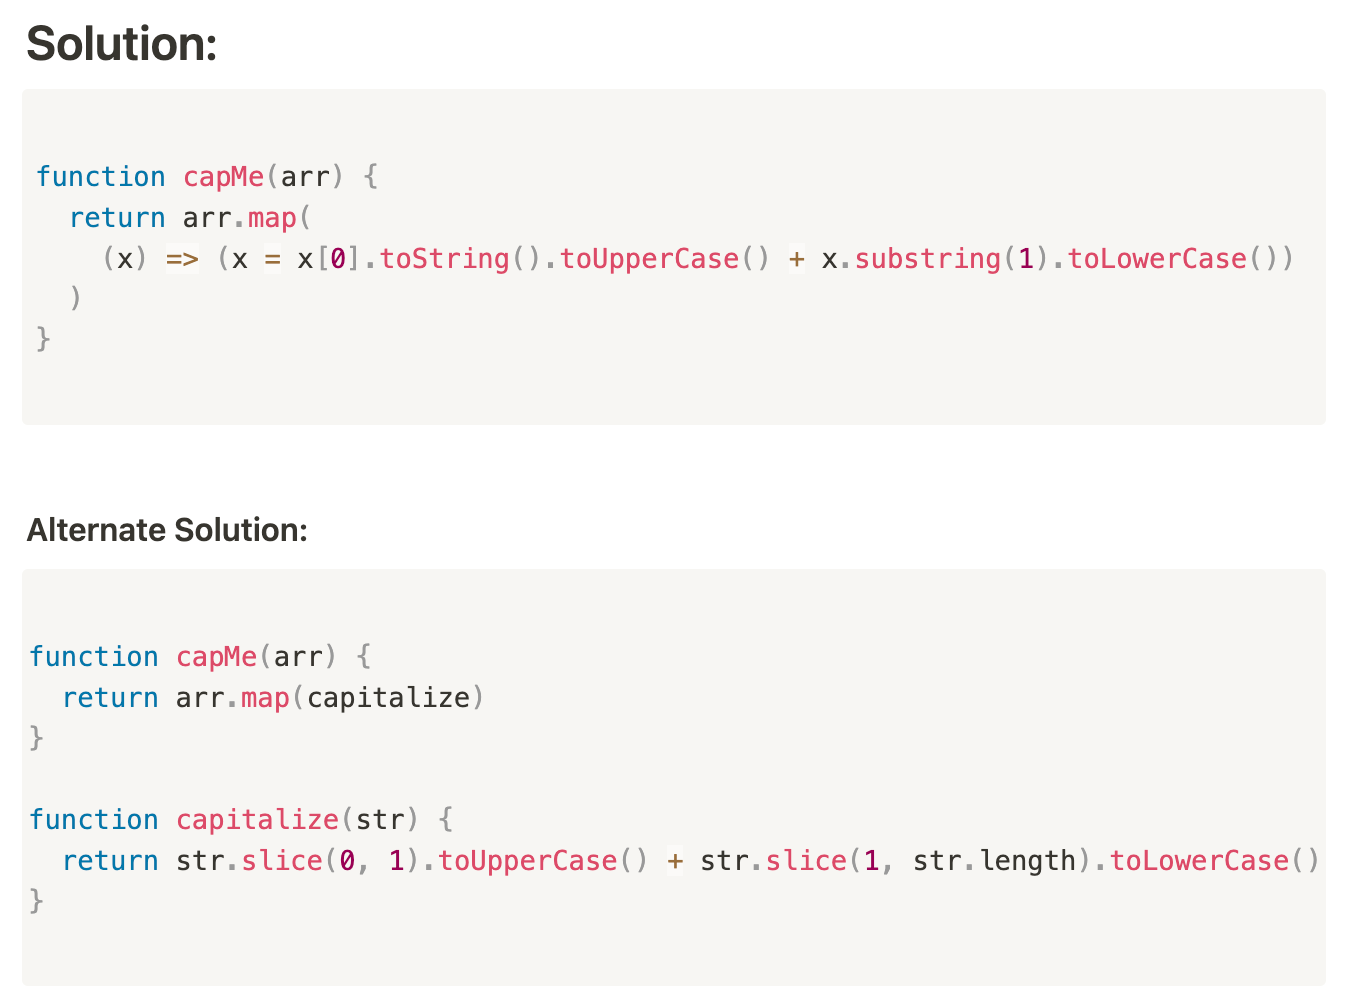 Solution:
function capMe(arr) {
  return arr.map(
    (x) => (x = x[0].toString().toUpperCase() + x.substring(1).toLowerCase())
  )
}
Alternate Solution:
function capMe(arr) {
  return arr.map(capitalize)
}
function capitalize(str) {
  return str.slice(0, 1).toUpperCase() + str.slice(1, str.length).toLowerCase()
}